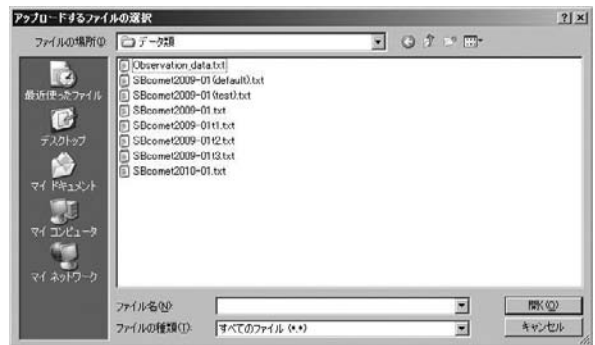 アップロードするファイルの選択
ファイルの場所(I): データ類
最近使ったファイル
デスクトップ
マイ ドキュメント
マイ コンピュータ
マイ ネットワーク
Observation_data.txt
SBcomet2009-01(default).txt
SBcomet2009-01(test).txt
SBcomet2009-01.txt
SBcomet2009-01t1.txt
SBcomet2009-01t2.txt
SBcomet2009-01t3.txt
SBcomet2010-01.txt
ファイル名(N): 開く(O)
ファイルの種類(T): すべてのファイル (*.*) キャンセル